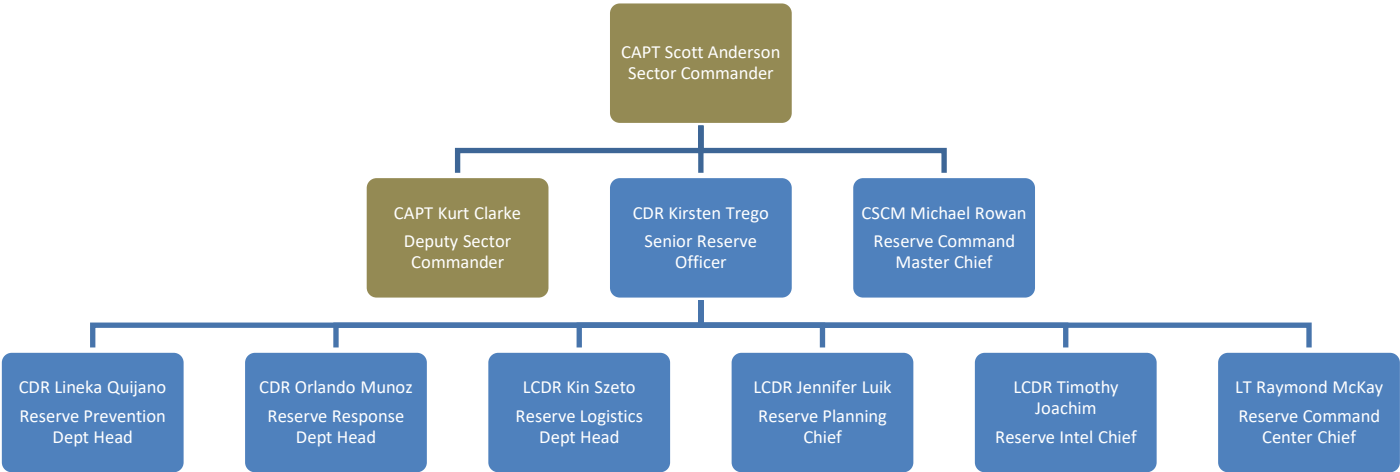 CAPT Scott Anderson
Sector Commander
CAPT Kurt Clarke
Deputy Sector
Commander
CDR Kirsten Trego
Senior Reserve
Officer
CSCM Michael Rowan
Reserve Command
Master Chief
CDR Lineka Quijano
Reserve Prevention
Dept Head
CDR Orlando Munoz
Reserve Response
Dept Head
LCDR Kin Szeto
Reserve Logistics
Dept Head
LCDR Jennifer Luik
Reserve Planning
Chief
LCDR Timothy
Joachim
Reserve Intel Chief
LT Raymond McKay
Reserve Command
Center Chief